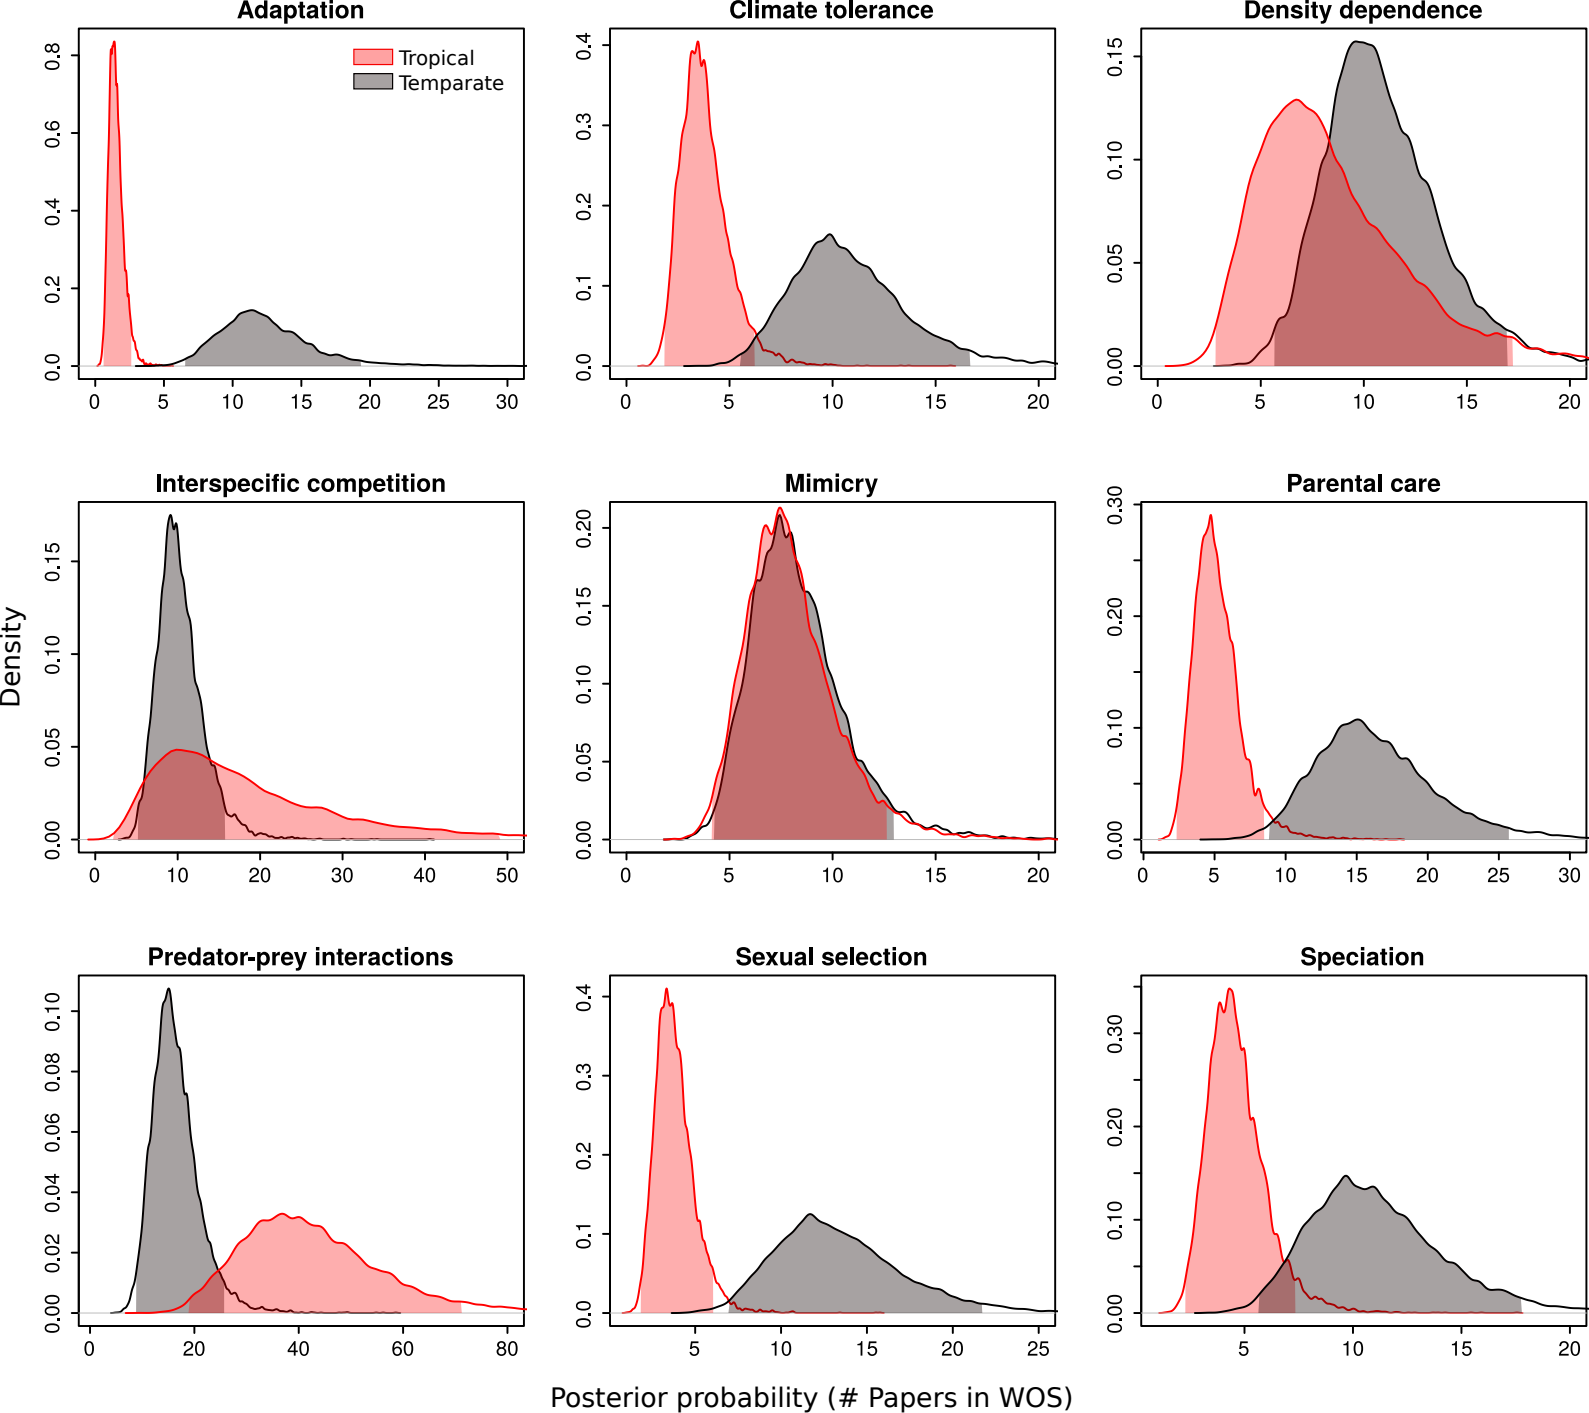 Adaptation
Climate tolerance
Density dependence
Tropical
Temparate
0.0 0.2 0.4 0.6 0.8
0 5 10 15 20 25 30
0.0 0.1 0.2 0.3 0.4
0 5 10 15 20
0.00 0.05 0.10 0.15
0 5 10 15 20
Interspecific competition
Mimicry
Parental care
0.00 0.05 0.10 0.15
0 10 20 30 40 50
0.00 0.05 0.10 0.15 0.20
0 5 10 15 20
0.00 0.10 0.20 0.30
0 5 10 15 20 25 30
Density
Predator-prey interactions
Sexual selection
Speciation
0.00 0.02 0.04 0.06 0.08 0.10
0 20 40 60 80
0.0 0.1 0.2 0.3 0.4
5 10 15 20 25
0.00 0.10 0.20 0.30
5 10 15 20
Posterior probability (# Papers in WOS)